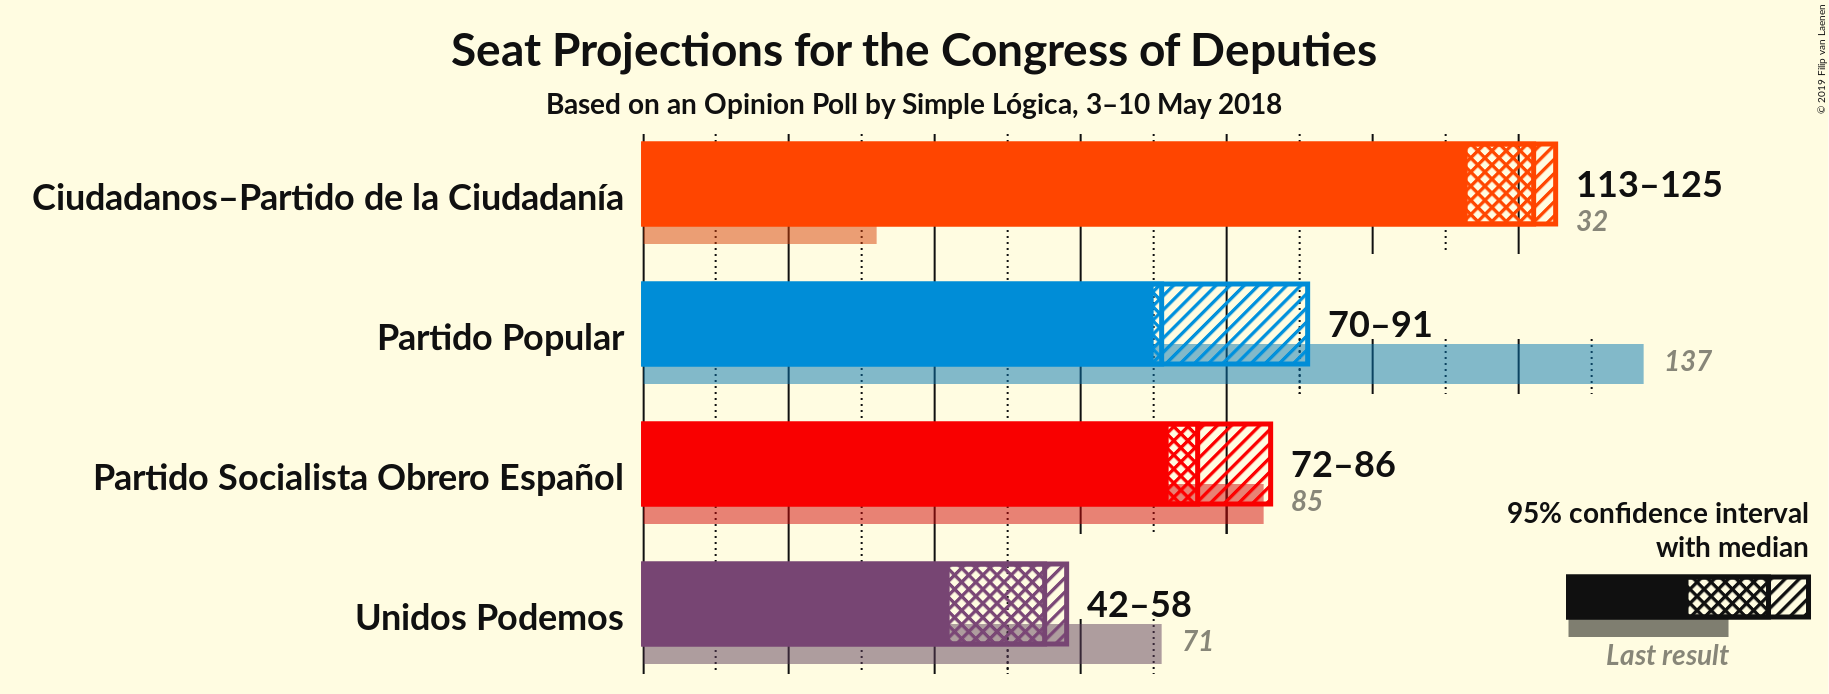 Seat Projections for the Congress of Deputies
Based on an Opinion Poll by Simple Lógica, 3–10 May 2018
© 2019 Filip van Laenen
Ciudadanos–Partido de la Ciudadanía
113–125
32
Partido Popular
70–91
137
Partido Socialista Obrero Español
72–86
85
Unidos Podemos
42–58
71
95% confidence interval
with median
Last result